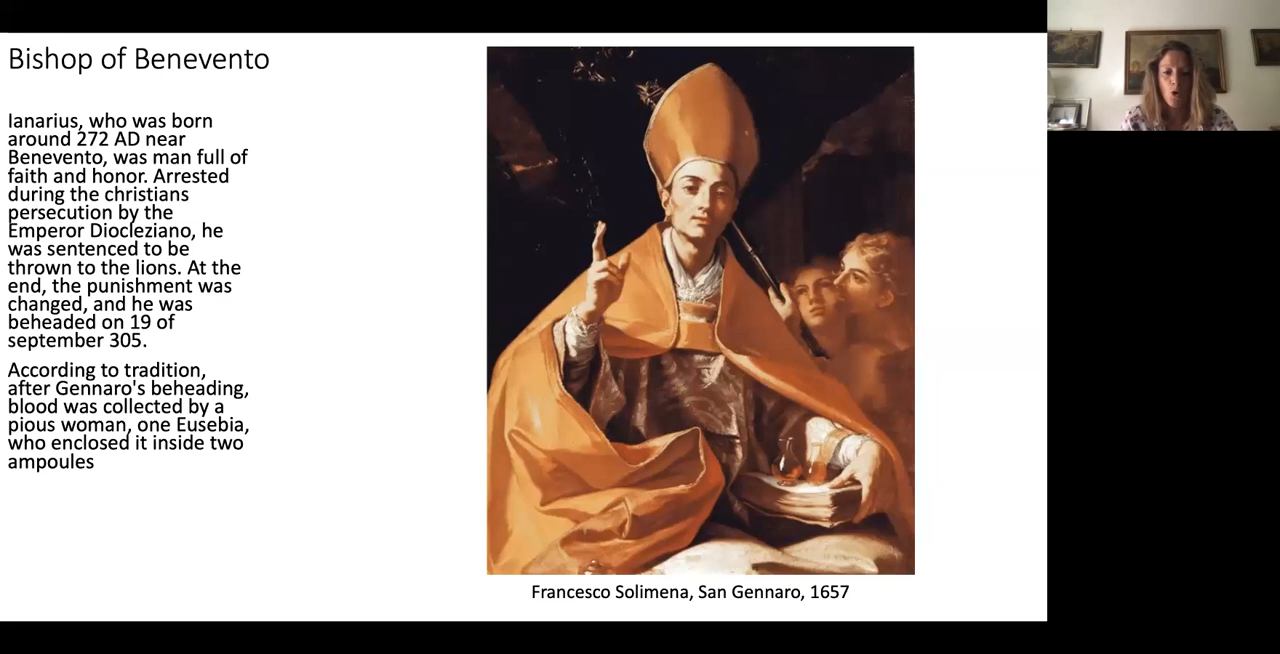 Bishop of Benevento
Ianarius, who was born
around 272 AD near
Benevento, was man full of
faith and honor. Arrested
during the christians
persecution by the
Emperor Diocleziano, he
was sentenced to be
thrown to the lions. At the
end, the punishment was
changed, and he was
beheaded on 19 of
september 305.
According to tradition,
after Gennaro's beheading,
blood was collected by a
pious woman, one Eusebia,
who enclosed it inside two
ampoules
Francesco Solimena, San Gennaro, 1657